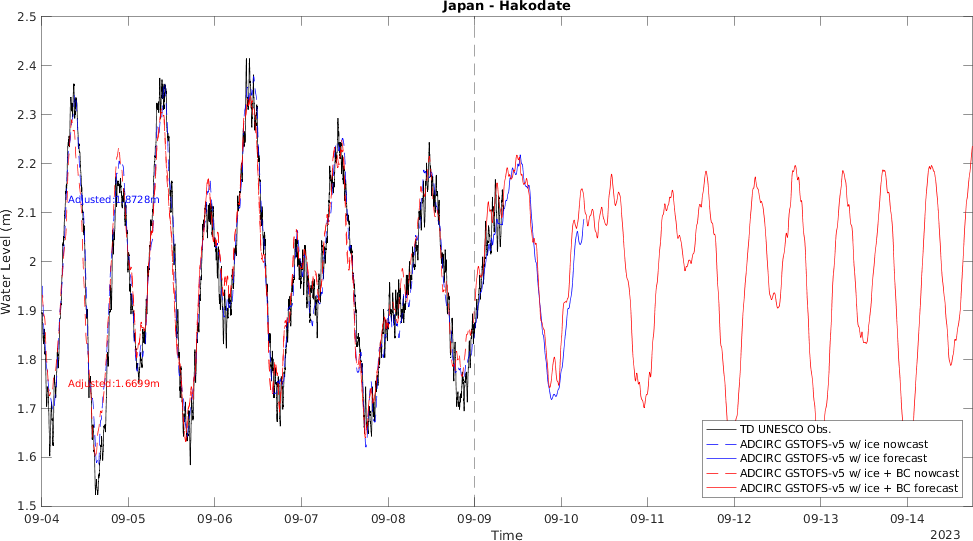 Japan - Hakodate
2.5
2.4
2.3
2.2
2.1
2
1.9
1.8
1.7
1.6
1.5
Water Level (m)
Adjusted:1.8728m
Adjusted:1.6699m
TD UNESCO Obs.
ADCIRC GSTOFS-v5 w/ ice nowcast
ADCIRC GSTOFS-v5 w/ ice forecast
ADCIRC GSTOFS-v5 w/ ice + BC nowcast
ADCIRC GSTOFS-v5 w/ ice + BC forecast
09-04 09-05 09-06 09-07 09-08 09-09 09-10 09-11 09-12 09-13 09-14
Time
2023